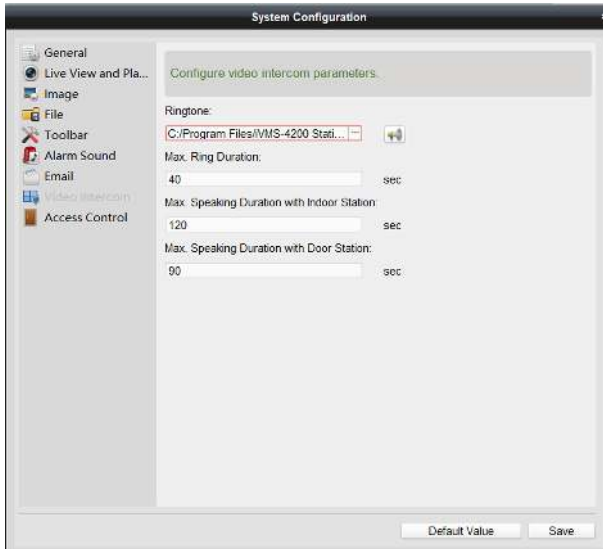 System Configuration
General
Live View and Pla...
Image
File
Toolbar
Alarm Sound
Email
Video Intercom
Access Control
Configure video intercom parameters.
Ringtone:
C:/Program Files/iVMS-4200 Stati... ...
Max. Ring Duration:
40 sec
Max. Speaking Duration with Indoor Station:
120 sec
Max. Speaking Duration with Door Station:
90 sec
Default Value Save